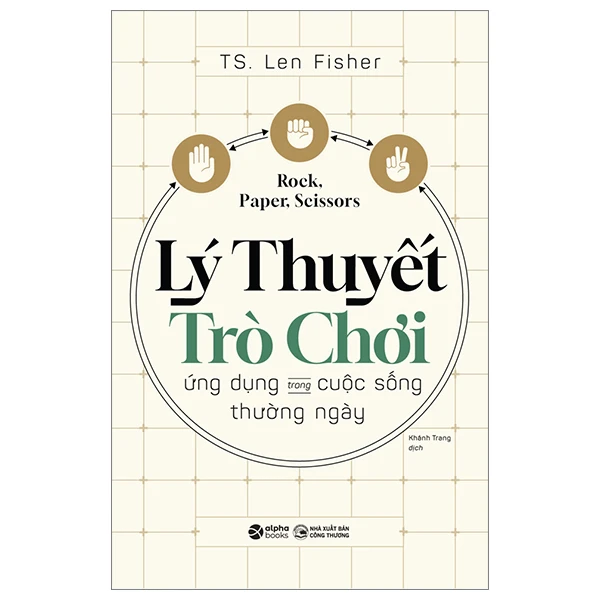 TS. Len Fisher
Rock,
Paper, Scissors
Lý Thuyết
Trò Chơi
ứng dụng trong cuộc sống
thường ngày
Khánh Trang
dịch
alpha
books
NHÀ XUẤT BẢN
CÔNG THƯƠNG